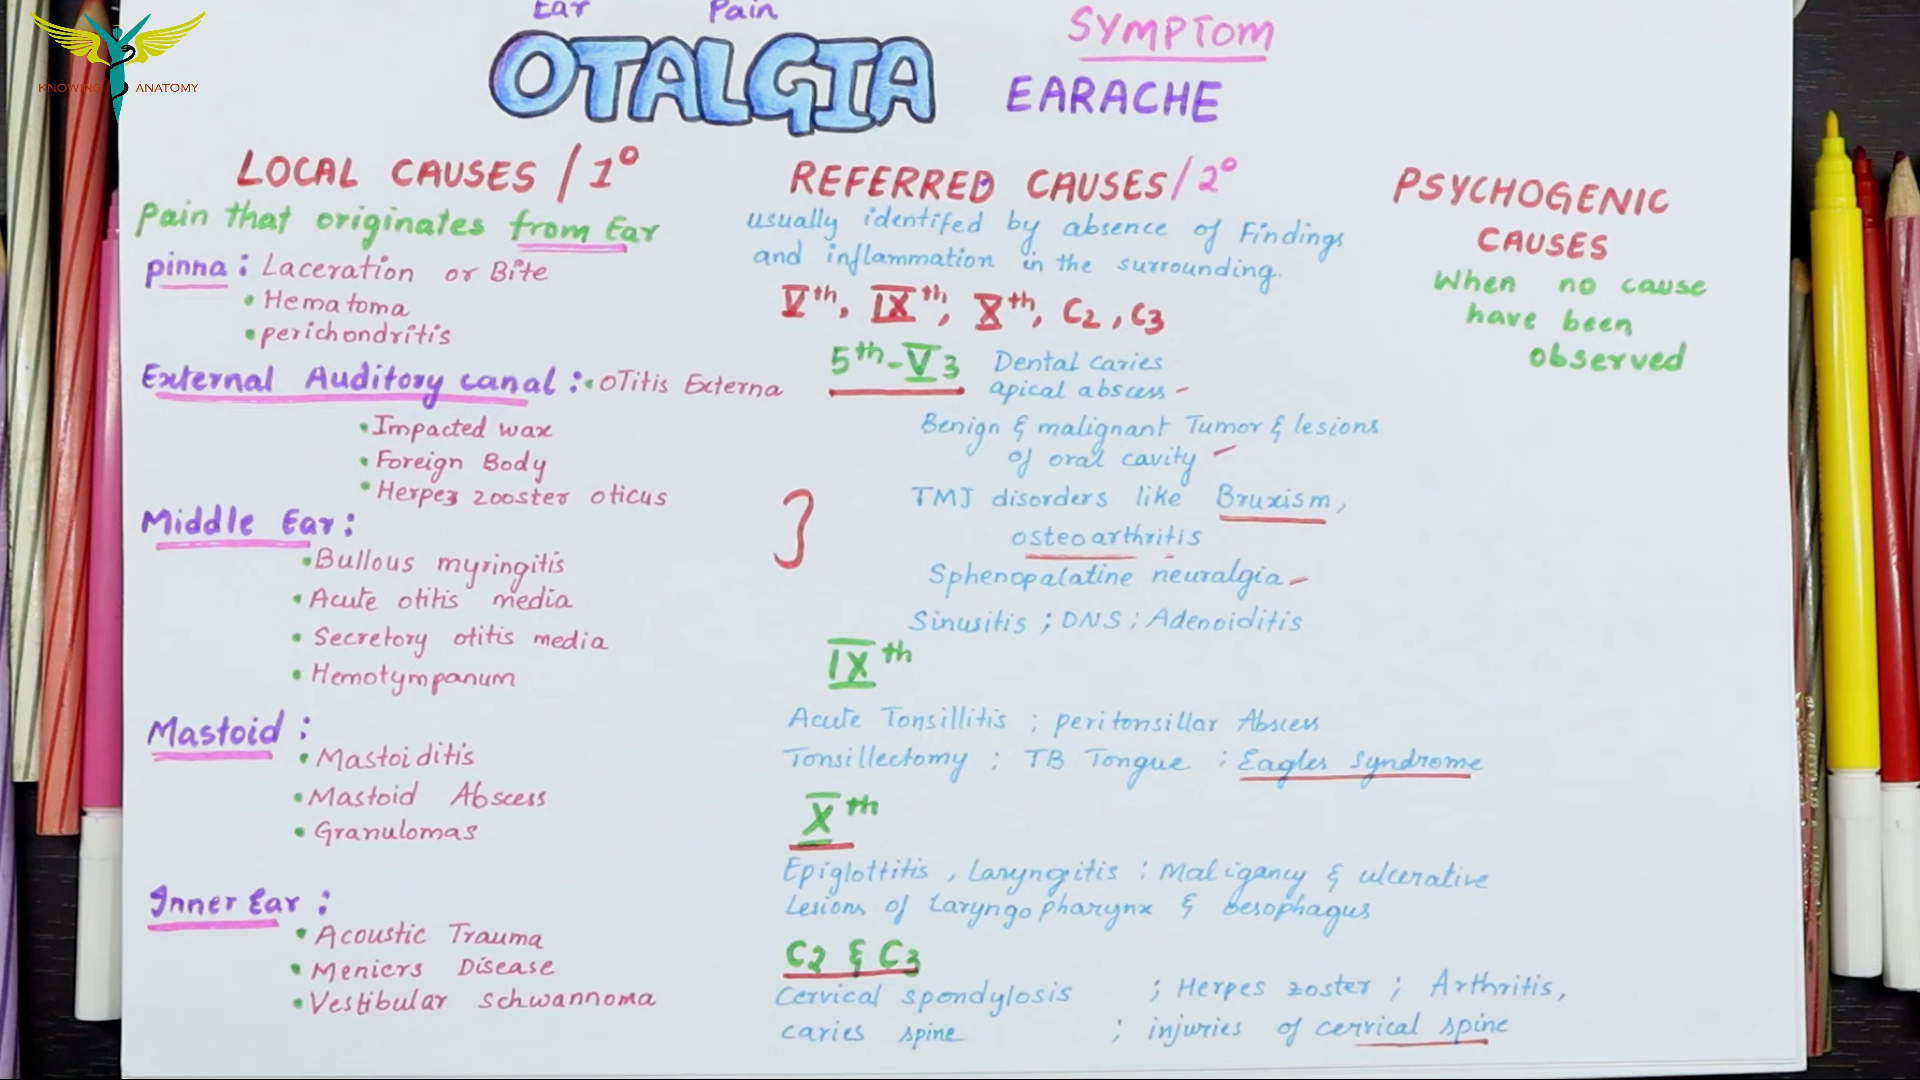 Ear Pain
SYMPTOM
OTALGIA
EARACHE
KNOWING ANATOMY
LOCAL CAUSES / 1°
Pain that originates from Ear
pinna : Laceration or Bite
• Hematoma
• perichondritis
External Auditory canal : • oTitis Externa
• Impacted wax
• Foreign Body
• Herpes zooster oticus
Middle Ear :
• Bullous myringitis
• Acute otitis media
• Secretory otitis media
• Hemotympanum
Mastoid :
• Mastoiditis
• Mastoid Abscess
• Granulomas
Inner Ear :
• Acoustic Trauma
• Meniers Disease
• Vestibular schwannoma
REFERRED CAUSES / 2°
usually identifed by absence of Findings
and inflammation in the surrounding.
Vth, IXth, Xth, C2, C3
5th - V3 Dental caries
apical abscess -
Benign & malignant Tumor & lesions
of oral cavity -
TMJ disorders like Bruxism,
osteoarthritis
Sphenopalatine neuralgia -
Sinusitis ; DNS ; Adenoiditis
IXth
Acute Tonsillitis ; peritonsillar Abscess
Tonsillectomy ; TB Tongue ; Eagles syndrome
Xth
Epiglottitis , Laryngitis ; Maligancy & ulcerative
Lesions of Laryngopharynx & oesophagus
C2 & C3
Cervical spondylosis ; Herpes zoster ; Arthritis,
caries spine ; injuries of cervical spine
PSYCHOGENIC
CAUSES
When no cause
have been
observed